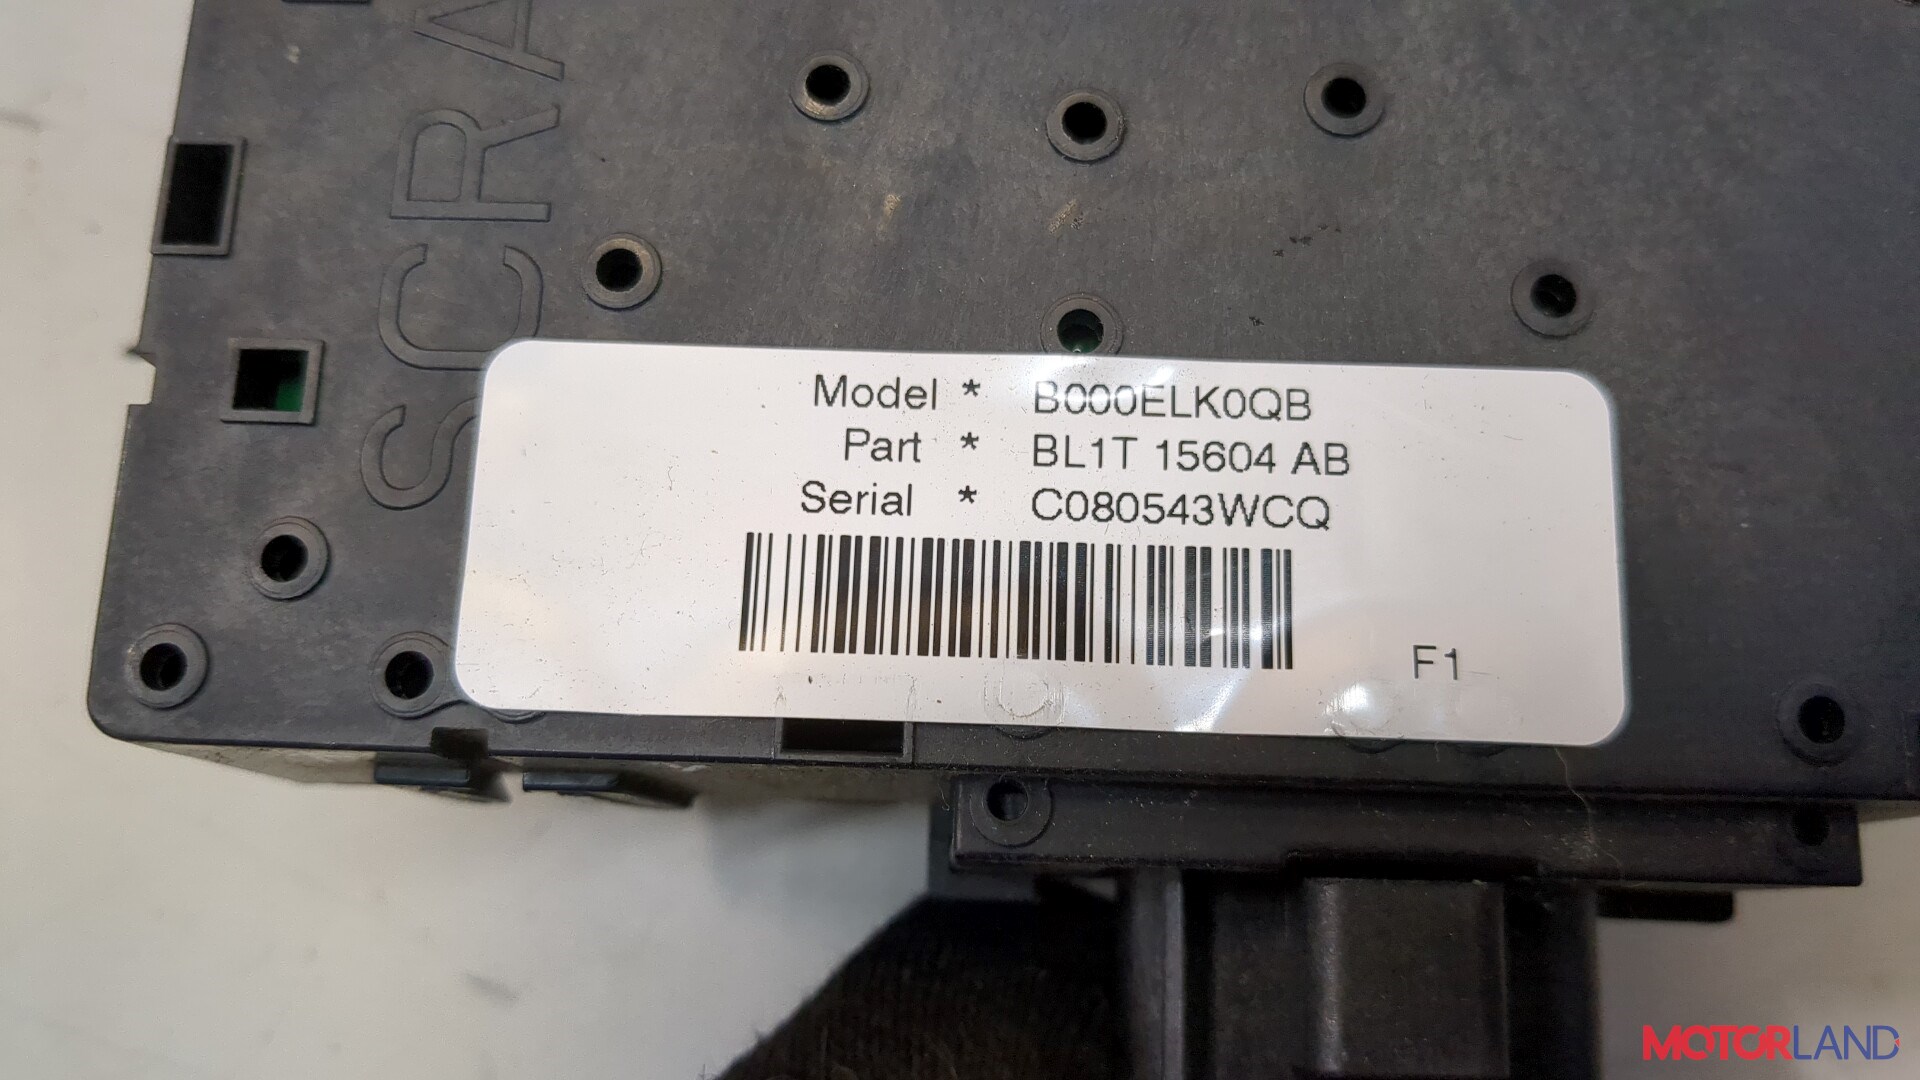 SCRA
Model * B000ELK0QB
Part * BL1T 15604 AB
Serial * C080543WCQ
F1
MOTORLAND